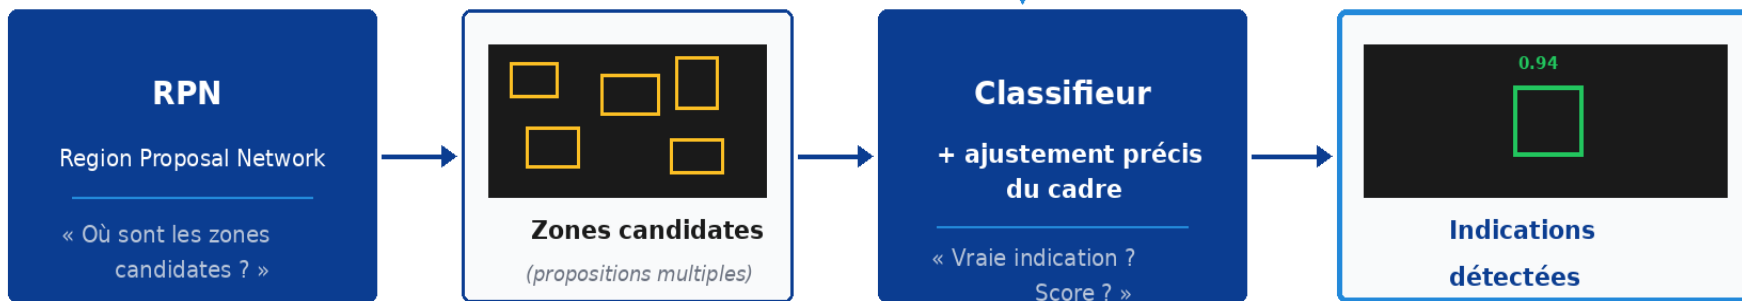 RPN
Region Proposal Network
« Où sont les zones
candidates ? »
Zones candidates
(propositions multiples)
Classifieur
+ ajustement précis
du cadre
« Vraie indication ?
Score ? »
0.94
Indications
détectées